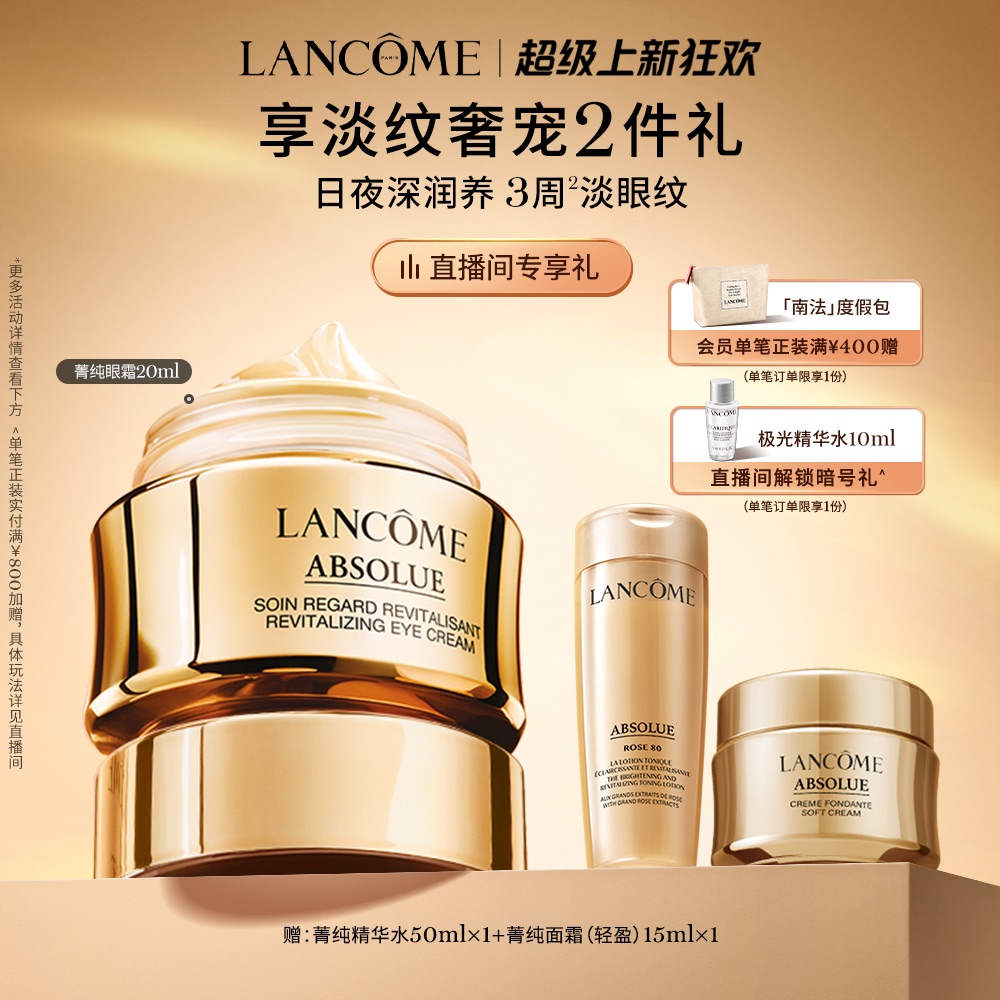 LANCÔME PARIS | 超级上新狂欢
享淡纹奢宠2件礼
日夜深润养 3周²淡眼纹
直播间专享礼
LANCÔME
「南法」度假包
会员单笔正装满¥400赠
(单笔订单限享1份)
菁纯眼霜20ml
LANCÔME
CLARIFIQUE
极光精华水10ml
直播间解锁暗号礼^
(单笔订单限享1份)
*更多活动详情查看下方 ^单笔正装实付满¥800加赠,具体玩法详见直播间
LANCÔME
ABSOLUE
SOIN REGARD REVITALISANT
REVITALIZING EYE CREAM
LANCÔME
ABSOLUE
ROSE 80
LA LOTION TONIQUE
ÉCLAIRCISSANTE ET REVITALISANTE
THE BRIGHTENING AND
REVITALIZING TONING LOTION
AUX GRANDS EXTRAITS DE ROSE
WITH GRAND ROSE EXTRACTS
LANCÔME
ABSOLUE
CREME FONDANTE
SOFT CREAM
赠:菁纯精华水50ml×1+菁纯面霜(轻盈)15ml×1